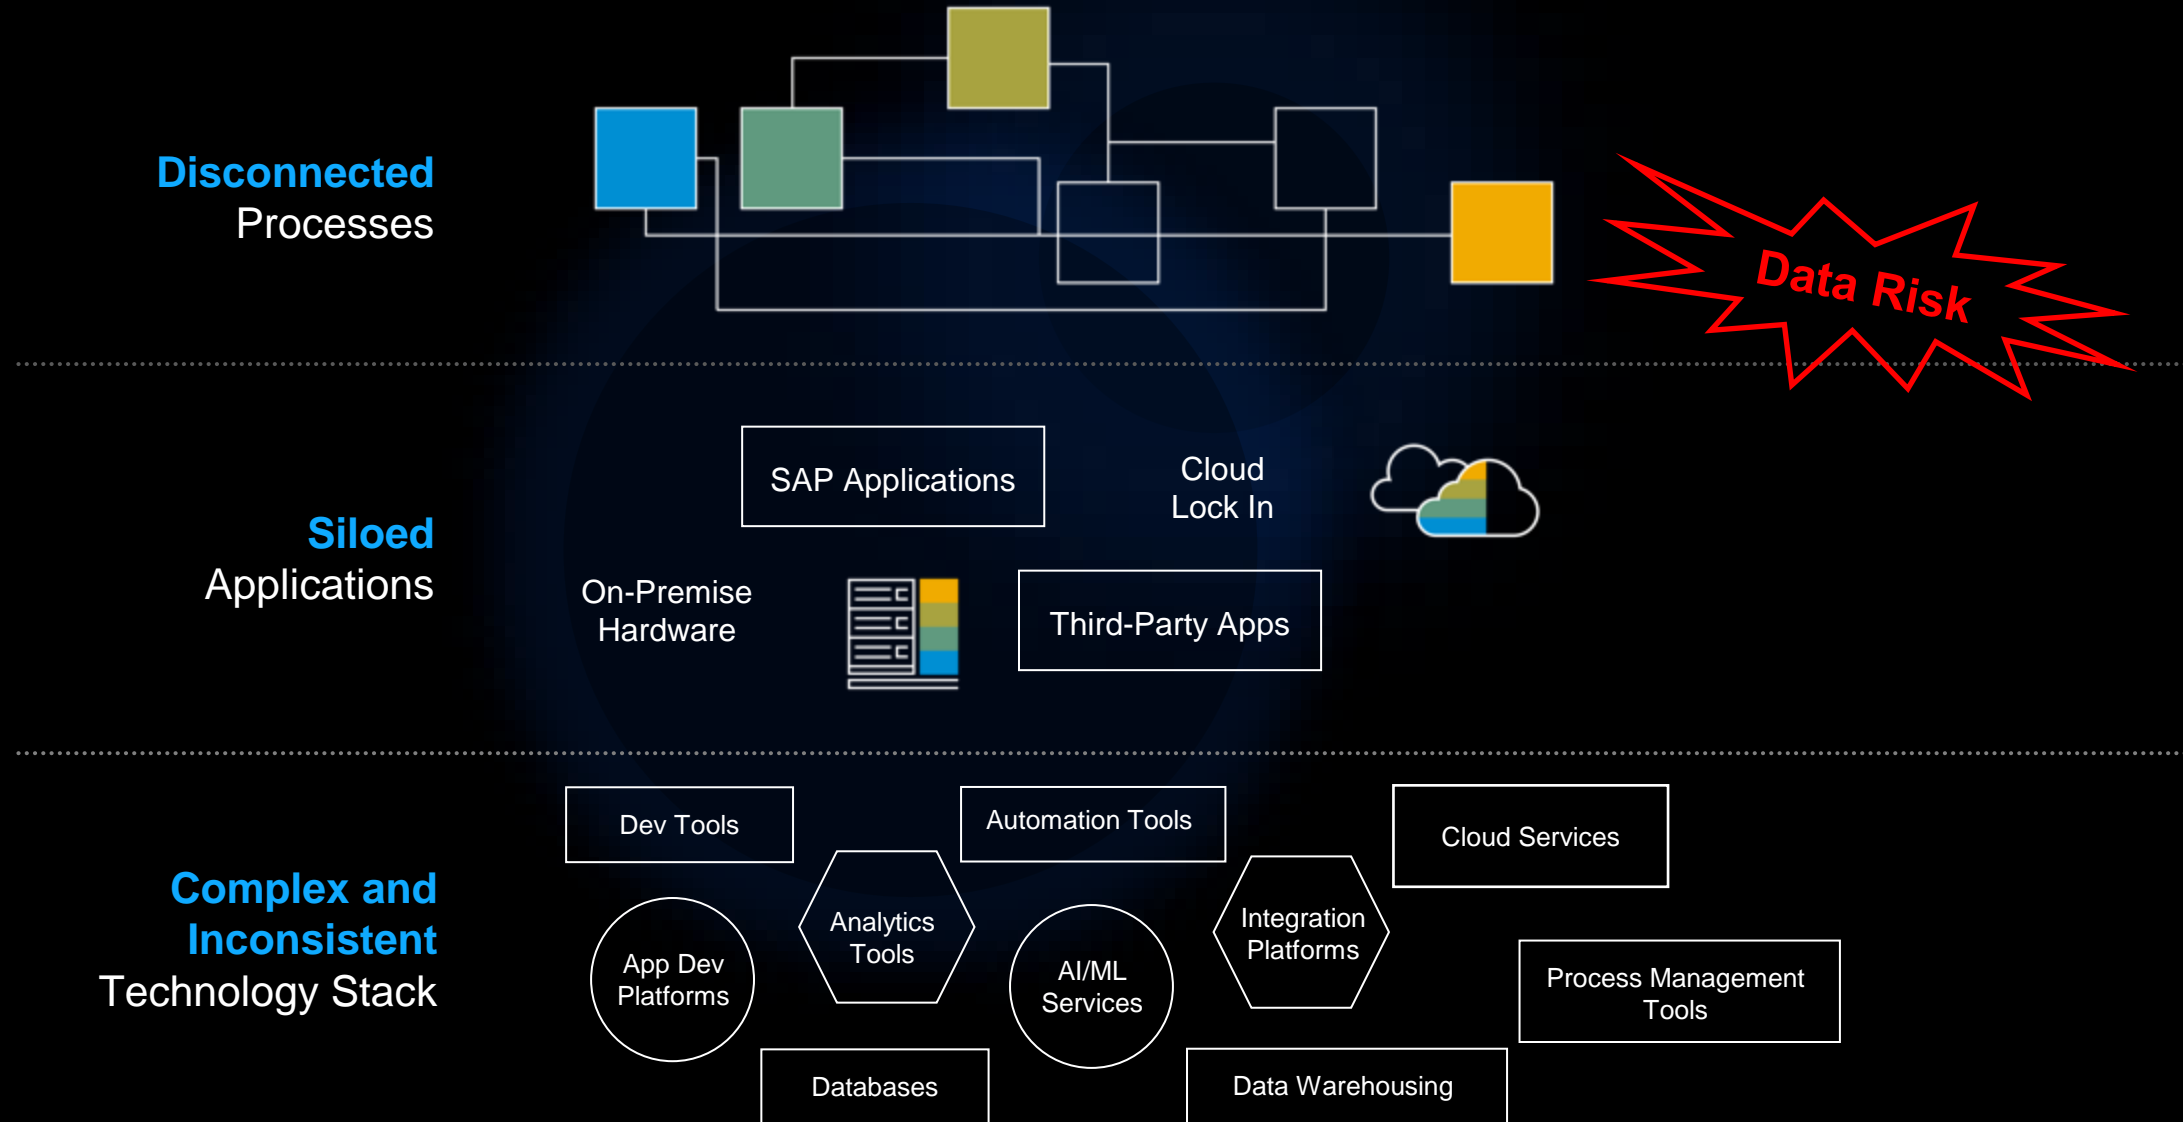 Disconnected
Processes
Data Risk
Siloed
Applications
SAP Applications
Cloud
Lock In
On-Premise
Hardware
Third-Party Apps
Complex and
Inconsistent
Technology Stack
Dev Tools
Automation Tools
Cloud Services
Analytics
Tools
Integration
Platforms
App Dev
Platforms
AI/ML
Services
Process Management
Tools
Databases
Data Warehousing